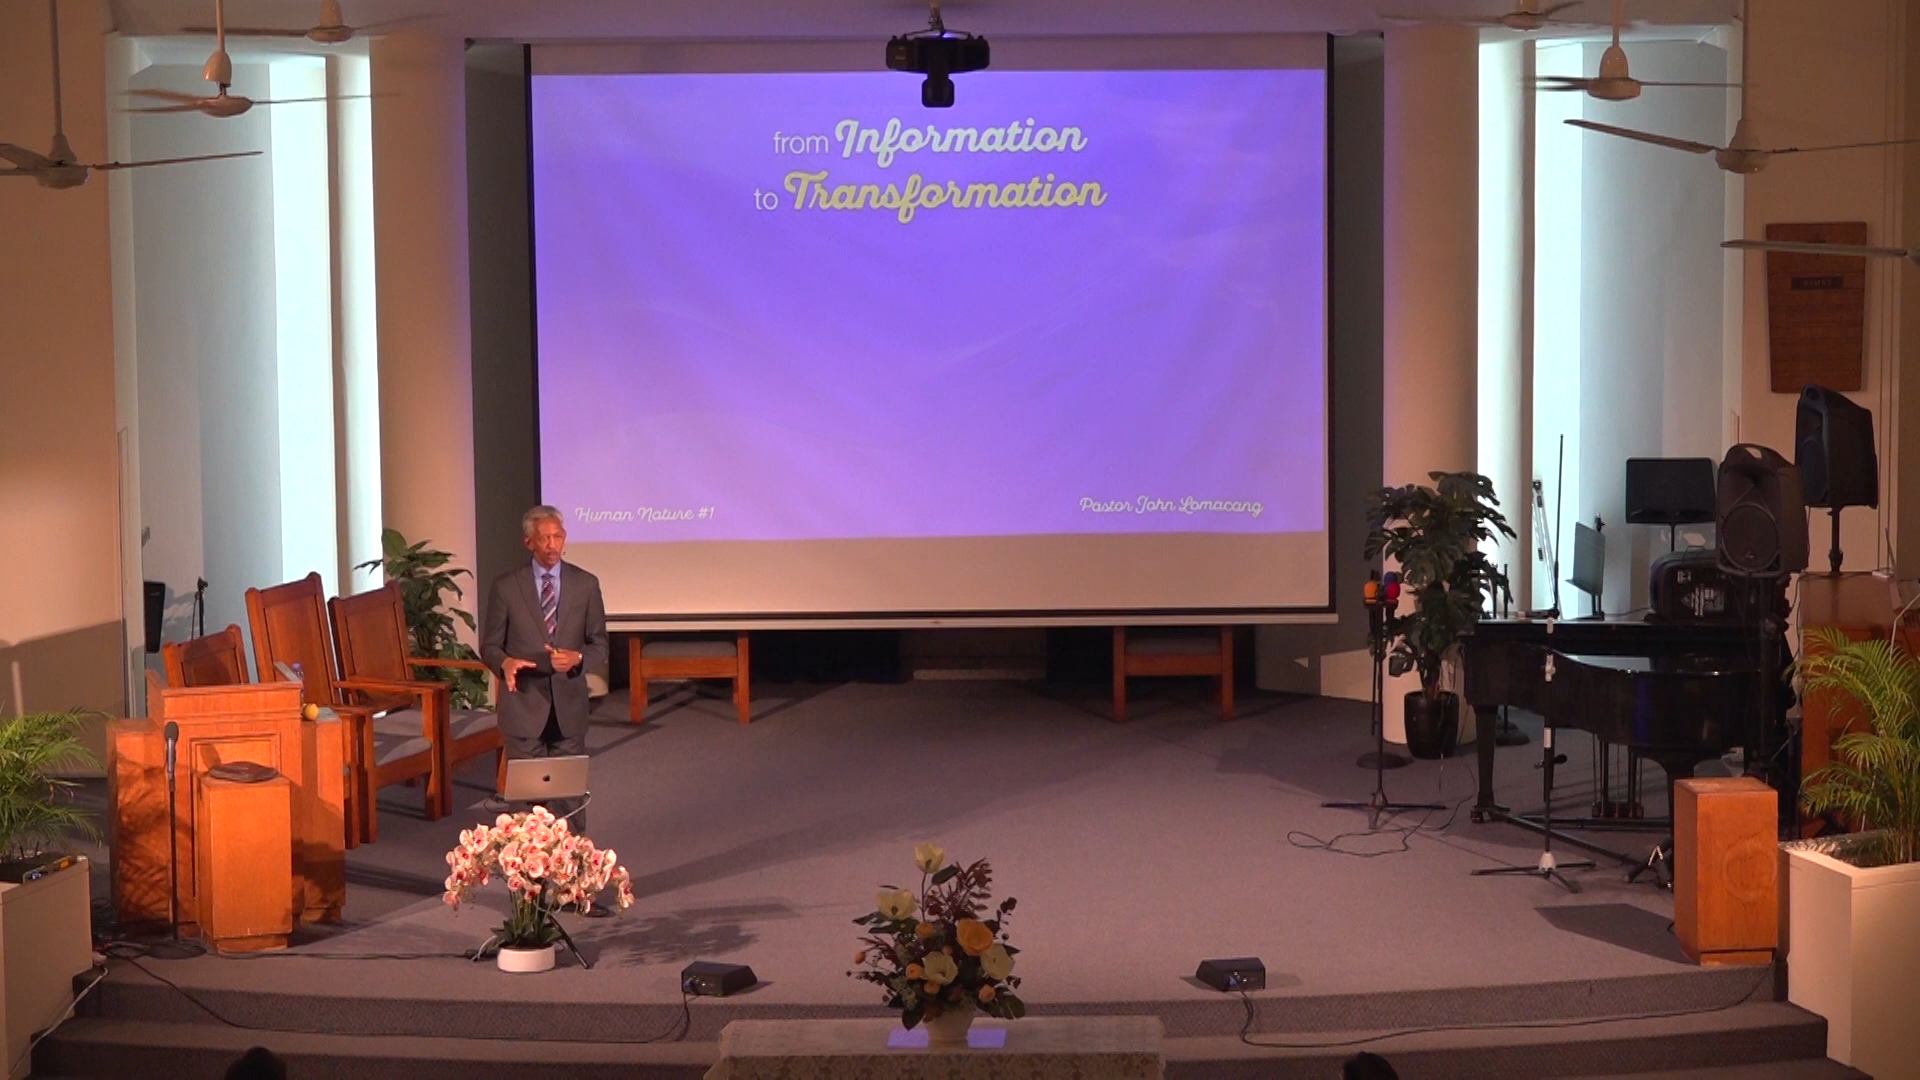 from Information
to Transformation
Human Nature #1
Pastor John Lomacang